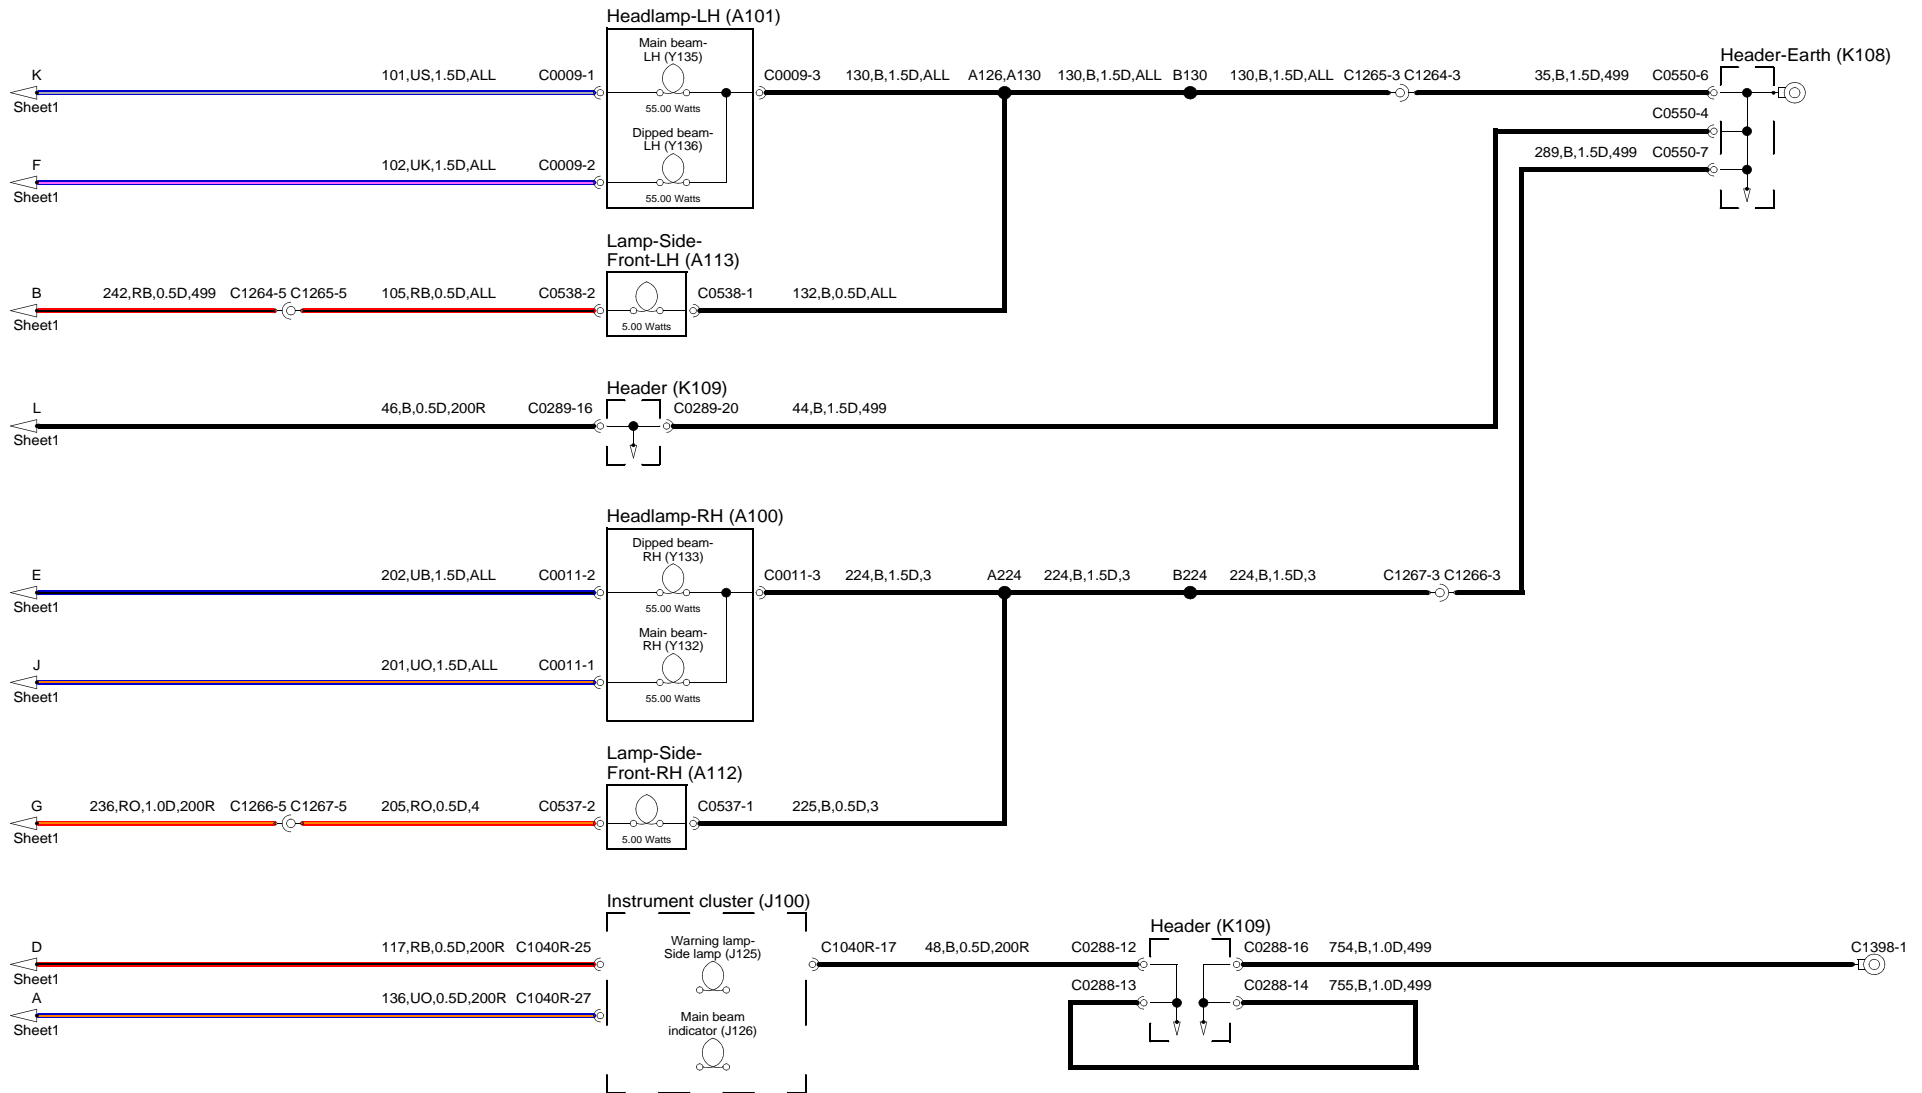 Headlamp-LH (A101)
Main beam-
LH (Y135)
Header-Earth (K108)
K 101,US,1.5D,ALL C0009-1 C0009-3 130,B,1.5D,ALL A126,A130 130,B,1.5D,ALL B130 130,B,1.5D,ALL C1265-3 C1264-3 35,B,1.5D,499 C0550-6
Sheet1
55.00 Watts
C0550-4
Dipped beam-
LH (Y136)
289,B,1.5D,499 C0550-7
F 102,UK,1.5D,ALL C0009-2
Sheet1
55.00 Watts
Lamp-Side-
Front-LH (A113)
B 242,RB,0.5D,499 C1264-5 C1265-5 105,RB,0.5D,ALL C0538-2 C0538-1 132,B,0.5D,ALL
Sheet1
5.00 Watts
Header (K109)
L 46,B,0.5D,200R C0289-16 C0289-20 44,B,1.5D,499
Sheet1
Headlamp-RH (A100)
Dipped beam-
RH (Y133)
E 202,UB,1.5D,ALL C0011-2 C0011-3 224,B,1.5D,3 A224 224,B,1.5D,3 B224 224,B,1.5D,3 C1267-3 C1266-3
Sheet1
55.00 Watts
Main beam-
RH (Y132)
J 201,UO,1.5D,ALL C0011-1
Sheet1
55.00 Watts
Lamp-Side-
Front-RH (A112)
G 236,RO,1.0D,200R C1266-5 C1267-5 205,RO,0.5D,4 C0537-2 C0537-1 225,B,0.5D,3
Sheet1
5.00 Watts
Instrument cluster (J100)
Header (K109)
Warning lamp-
Side lamp (J125)
D 117,RB,0.5D,200R C1040R-25 C1040R-17 48,B,0.5D,200R C0288-12 C0288-16 754,B,1.0D,499 C1398-1
Sheet1
A 136,UO,0.5D,200R C1040R-27 C0288-13 C0288-14 755,B,1.0D,499
Sheet1
Main beam
indicator (J126)